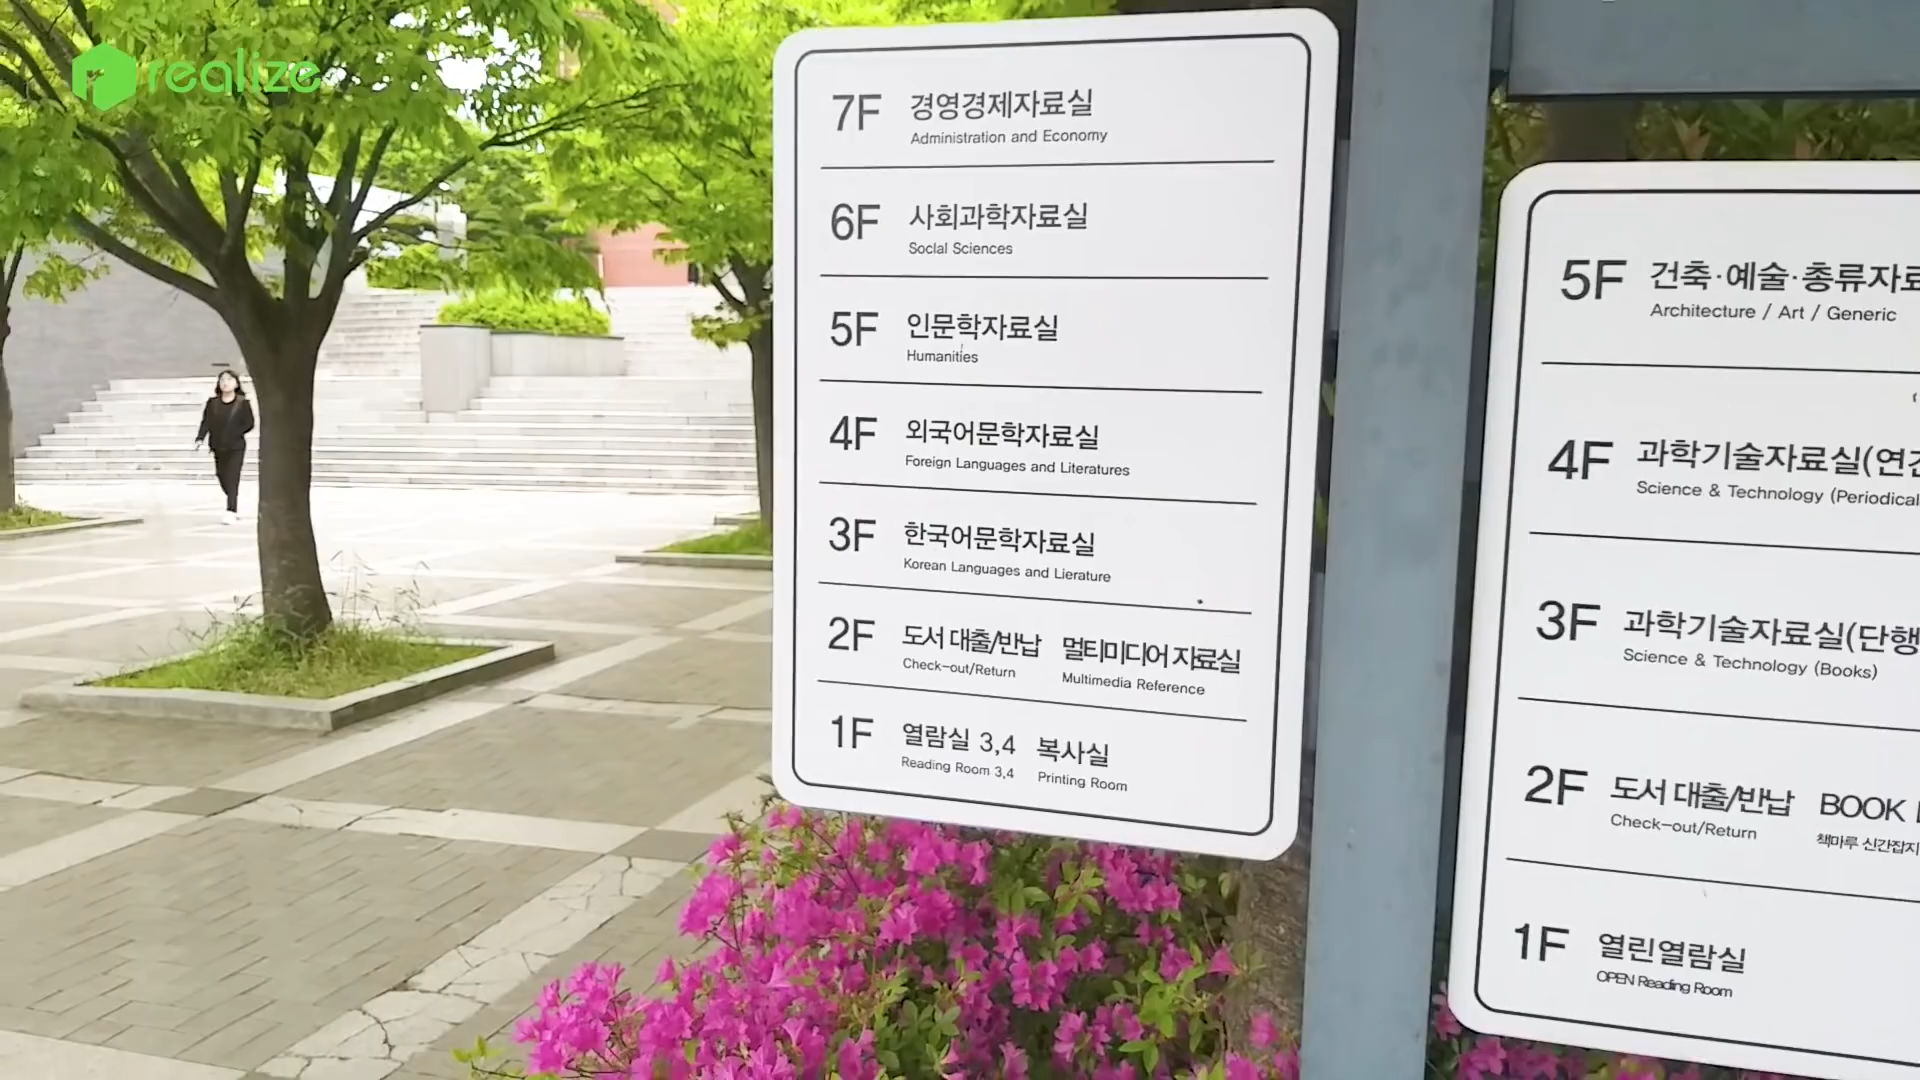 realize
7F 경영경제자료실
Administration and Economy
6F 사회과학자료실
Social Sciences
5F 인문학자료실
Humanities
4F 외국어문학자료실
Foreign Languages and Literatures
3F 한국어문학자료실
Korean Languages and Lierature
2F 도서 대출/반납 멀티미디어 자료실
Check-out/Return Multimedia Reference
1F 열람실 3,4 복사실
Reading Room 3,4 Printing Room
5F 건축·예술·총류자료
Architecture / Art / Generic
4F 과학기술자료실(연간
Science & Technology (Periodical
3F 과학기술자료실(단행
Science & Technology (Books)
2F 도서 대출/반납 BOOK
Check-out/Return 책마루 신간잡지
1F 열린열람실
OPEN Reading Room